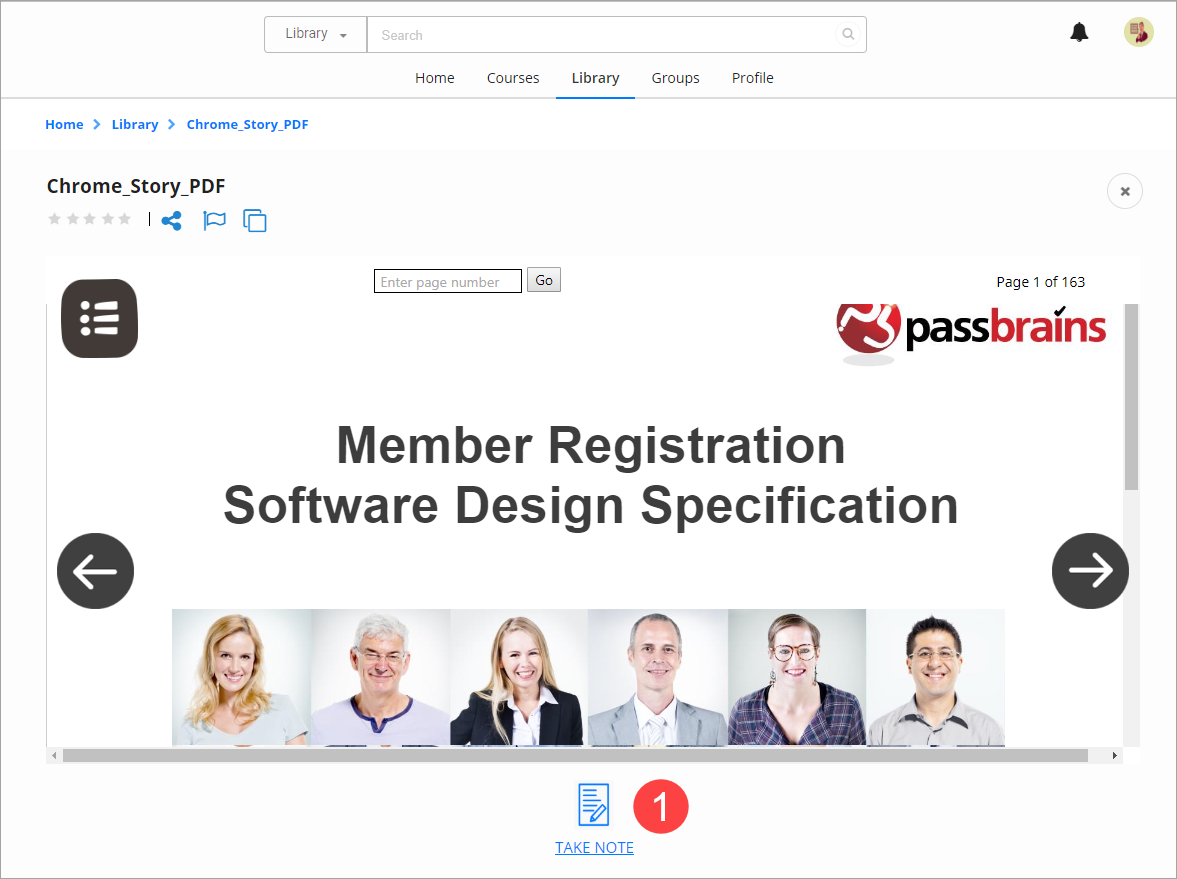 Library
Search
Home Courses Library Groups Profile
Home Library Chrome_Story_PDF
Chrome_Story_PDF
Enter page number Go Page 1 of 163
passbrains
Member Registration
Software Design Specification
1
TAKE NOTE